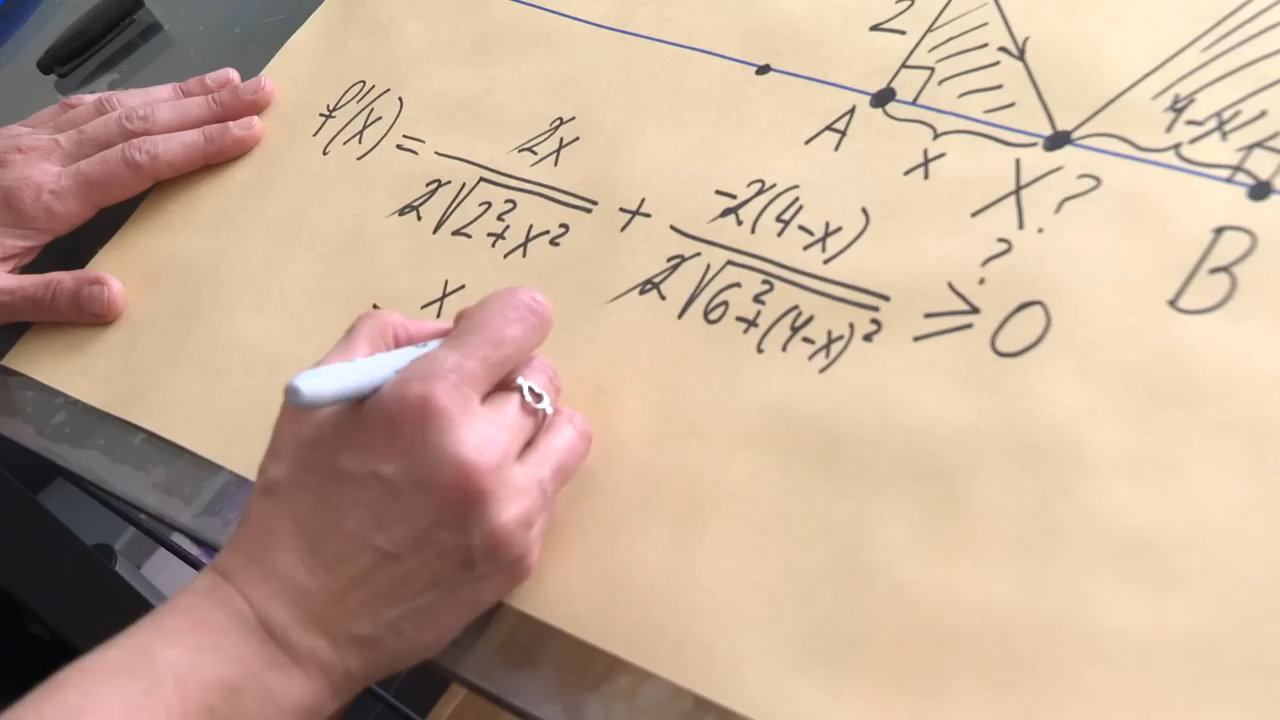 2
A
x
X?
4-x
B
f'(x) = 2x / 2√(2²+x²) + -2(4-x) / 2√(6²+(4-x)²) ≥? 0
x